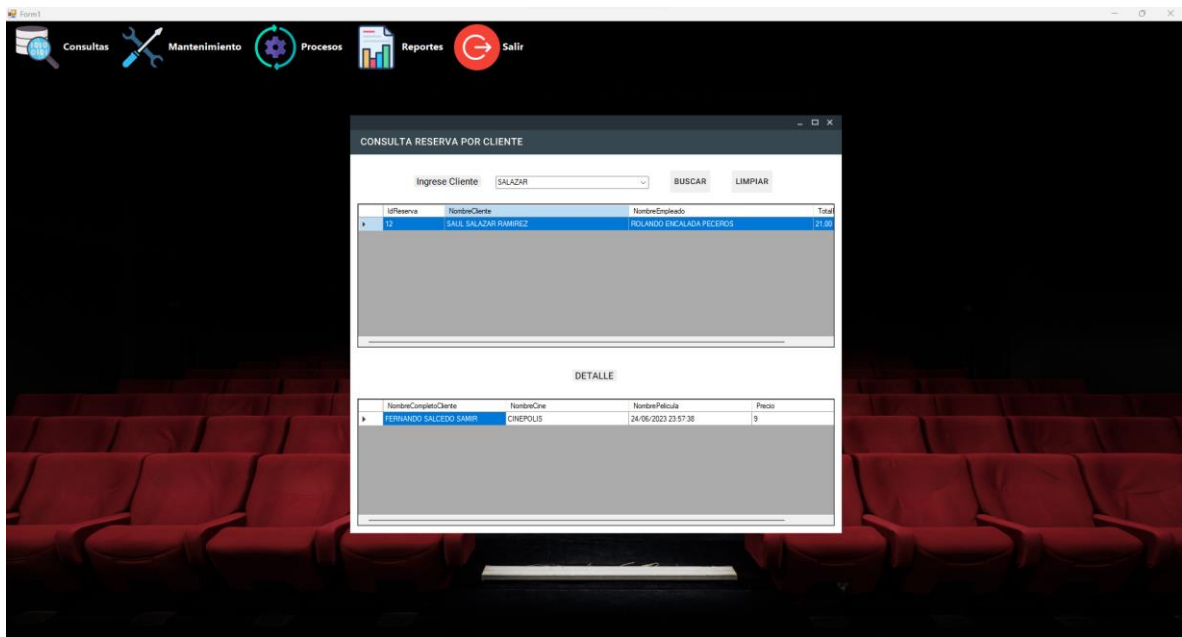 Form1
Consultas Mantenimiento Procesos Reportes Salir
CONSULTA RESERVA POR CLIENTE
Ingrese Cliente SALAZAR BUSCAR LIMPIAR
IdReserva NombreCliente NombreEmpleado Total
12 SAUL SALAZAR RAMIREZ ROLANDO ENCALADA PECEROS 21.00
DETALLE
NombreCompletoCliente NombreCine NombrePelicula Precio
FERNANDO SALCEDO SAMIR CINEPOLIS 24/06/2023 23:57:38 9